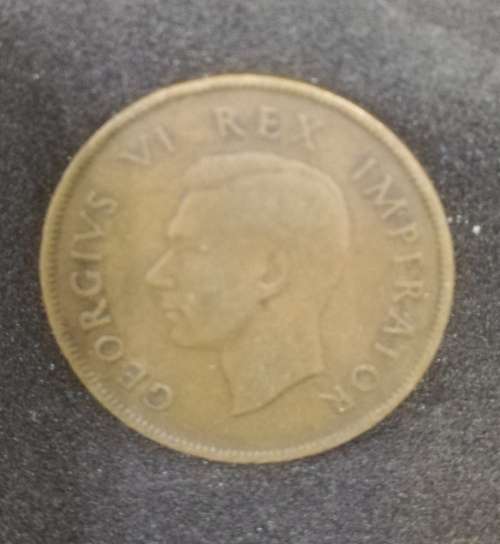 GEORGIVS VI REX IMPERATOR